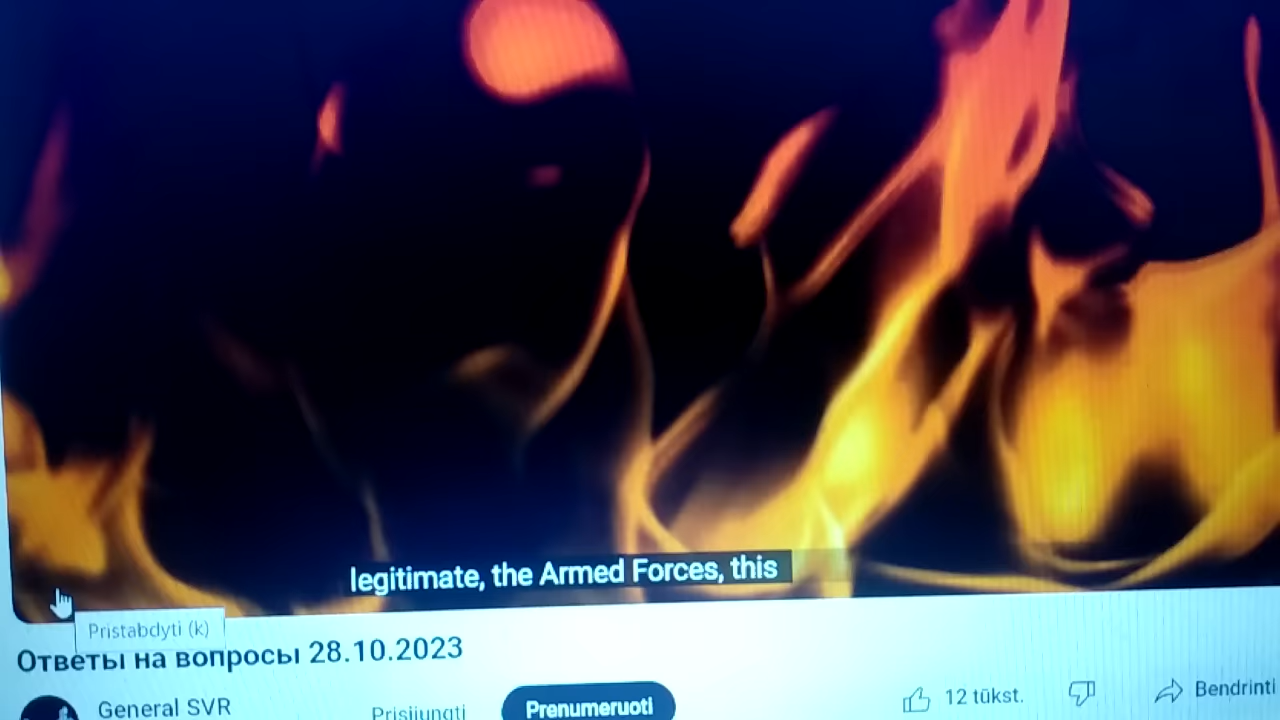 legitimate, the Armed Forces, this
Pristabdyti (k)
Ответы на вопросы 28.10.2023
General SVR
Prisijungti
Prenumeruoti
12 tūkst.
Bendrinti